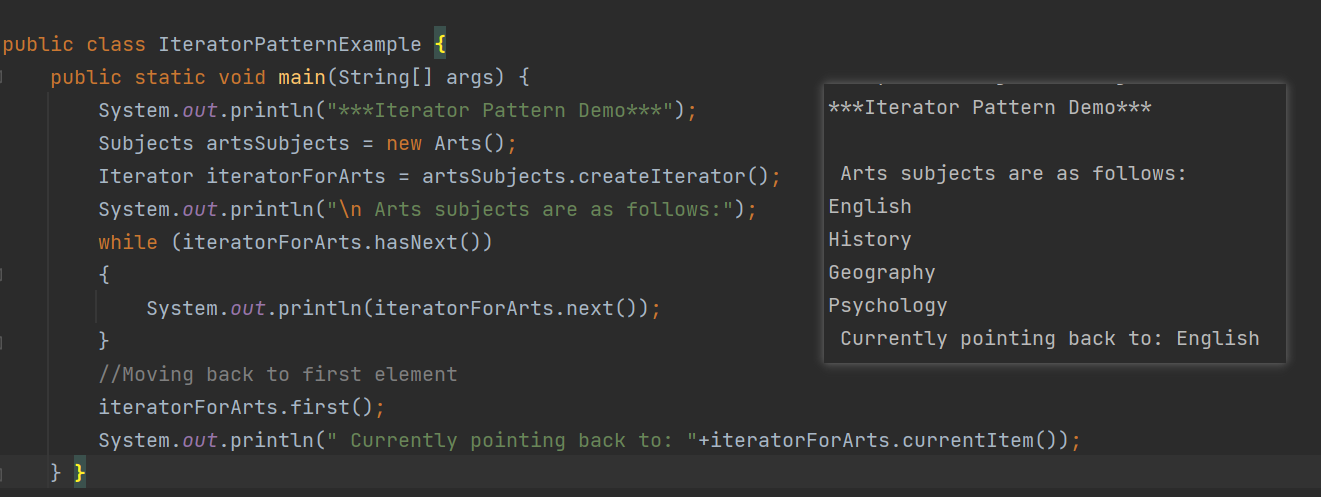 public class IteratorPatternExample {
    public static void main(String[] args) {
        System.out.println("***Iterator Pattern Demo***");
        Subjects artsSubjects = new Arts();
        Iterator iteratorForArts = artsSubjects.createIterator();
        System.out.println("\n Arts subjects are as follows:");
        while (iteratorForArts.hasNext())
        {
            System.out.println(iteratorForArts.next());
        }
        //Moving back to first element
        iteratorForArts.first();
        System.out.println(" Currently pointing back to: "+iteratorForArts.currentItem());
    } }
***Iterator Pattern Demo***
 Arts subjects are as follows:
English
History
Geography
Psychology
 Currently pointing back to: English